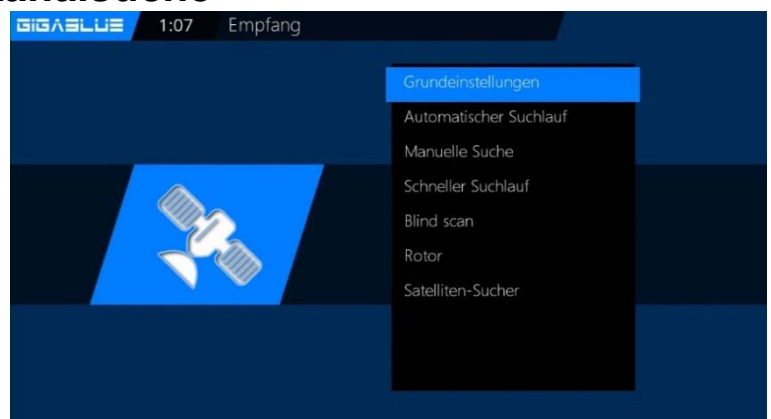 GIGABLUE 1:07 Empfang
Grundeinstellungen
Automatischer Suchlauf
Manuelle Suche
Schneller Suchlauf
Blind scan
Rotor
Satelliten-Sucher